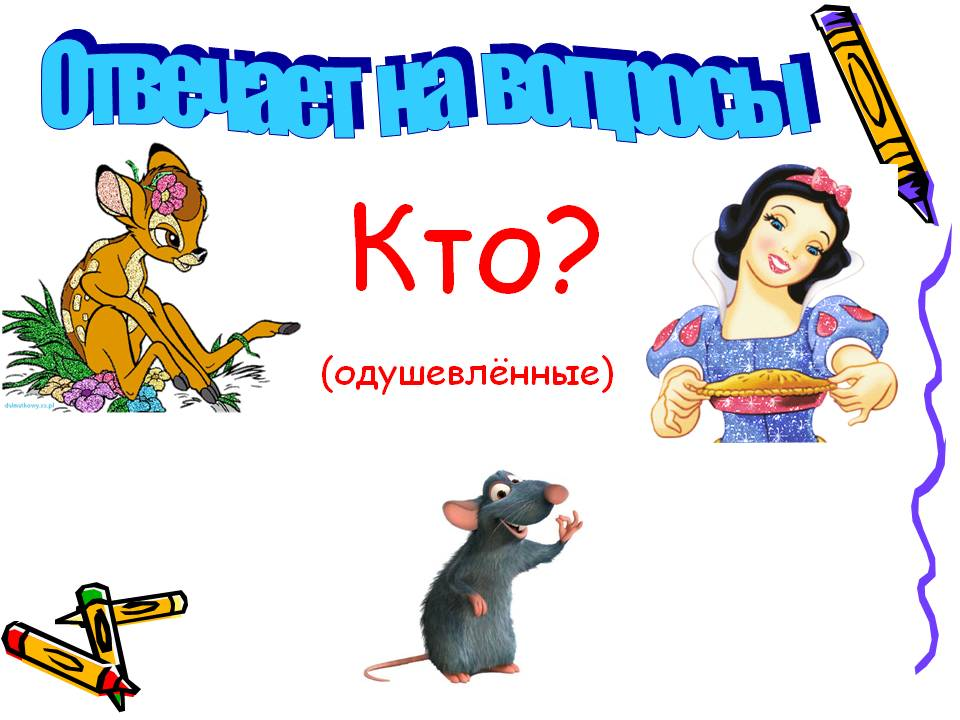 Отвечает на вопросы
Кто?
(одушевлённые)